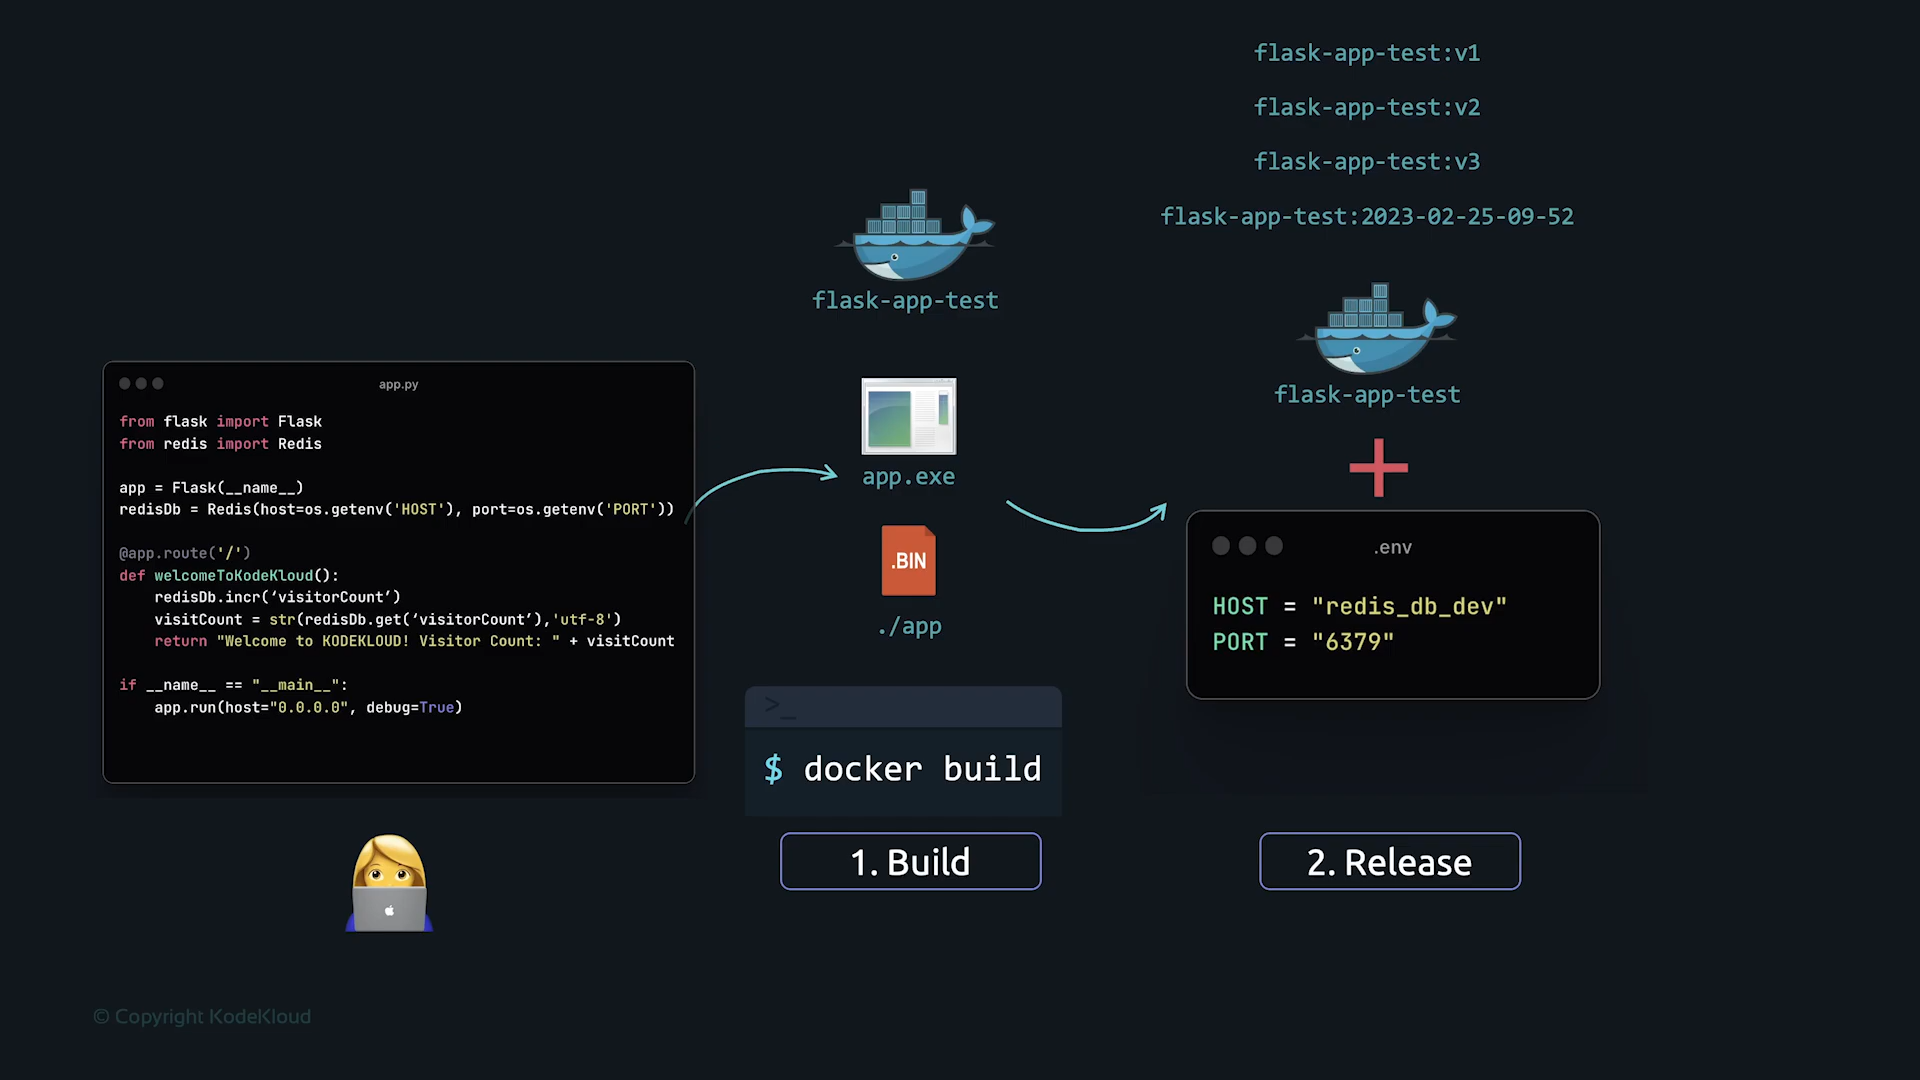 flask-app-test:v1
flask-app-test:v2
flask-app-test:v3
flask-app-test:2023-02-25-09-52
flask-app-test
flask-app-test
app.py
from flask import Flask
from redis import Redis
app = Flask(__name__)
redisDb = Redis(host=os.getenv('HOST'), port=os.getenv('PORT'))
@app.route('/')
def welcomeToKodeKloud():
    redisDb.incr(‘visitorCount’)
    visitCount = str(redisDb.get(‘visitorCount’),'utf-8')
    return "Welcome to KODEKLOUD! Visitor Count: " + visitCount
if __name__ == "__main__":
    app.run(host="0.0.0.0", debug=True)
app.exe
.BIN
./app
>_
$ docker build
1. Build
.env
HOST = "redis_db_dev"
PORT = "6379"
2. Release
© Copyright KodeKloud